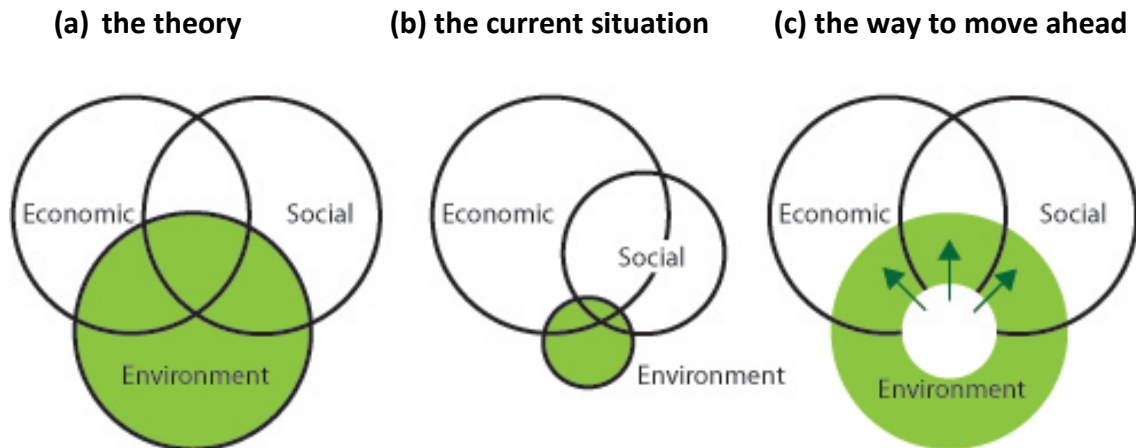 (a) the theory
(b) the current situation
(c) the way to move ahead
Economic
Social
Environment
Economic
Social
Environment
Economic
Social
Environment